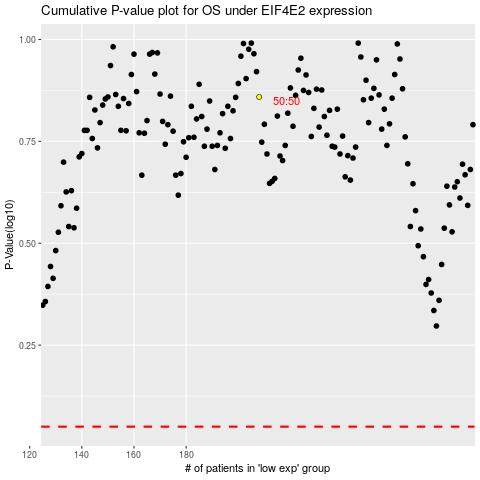 Cumulative P-value plot for OS under EIF4E2 expression
1.00
50:50
0.75
P-Value(log10)
0.50
0.25
120 140 160 180
# of patients in 'low exp' group